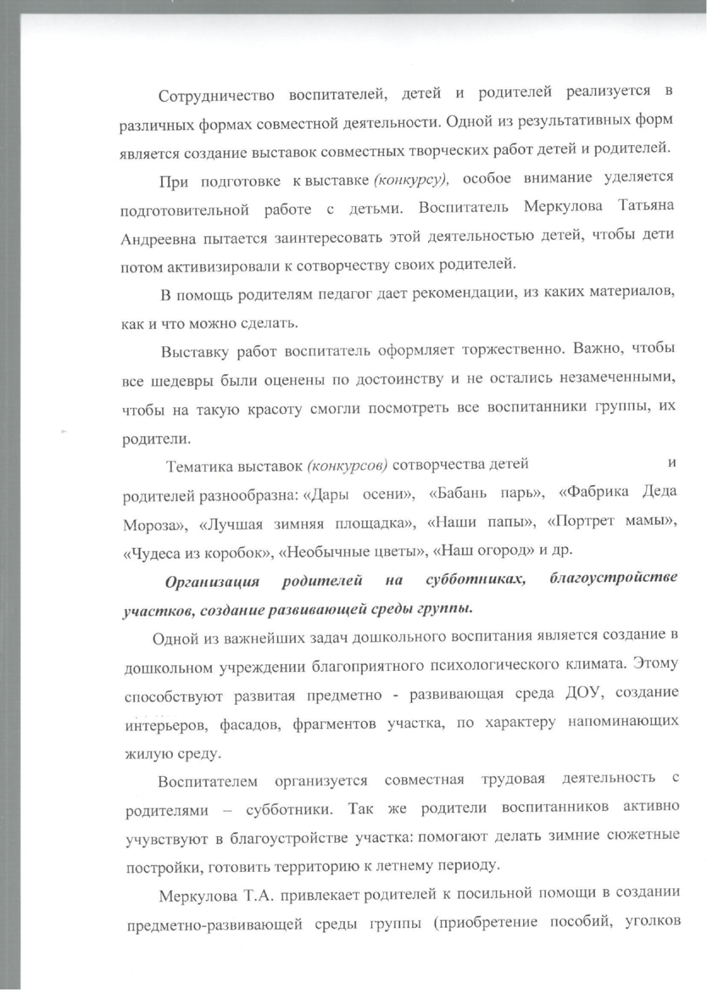 Сотрудничество воспитателей, детей и родителей реализуется в
различных формах совместной деятельности. Одной из результативных форм
является создание выставок совместных творческих работ детей и родителей.
При подготовке к выставке (конкурсу), особое внимание уделяется
подготовительной работе с детьми. Воспитатель Меркулова Татьяна
Андреевна пытается заинтересовать этой деятельностью детей, чтобы дети
потом активизировали к сотворчеству своих родителей.
В помощь родителям педагог дает рекомендации, из каких материалов,
как и что можно сделать.
Выставку работ воспитатель оформляет торжественно. Важно, чтобы
все шедевры были оценены по достоинству и не остались незамеченными,
чтобы на такую красоту смогли посмотреть все воспитанники группы, их
родители.
Тематика выставок (конкурсов) сотворчества детей и
родителей разнообразна: «Дары осени», «Бабань парь», «Фабрика Деда
Мороза», «Лучшая зимняя площадка», «Наши папы», «Портрет мамы»,
«Чудеса из коробок», «Необычные цветы», «Наш огород» и др.
Организация родителей на субботниках, благоустройстве
участков, создание развивающей среды группы.
Одной из важнейших задач дошкольного воспитания является создание в
дошкольном учреждении благоприятного психологического климата. Этому
способствуют развитая предметно - развивающая среда ДОУ, создание
интерьеров, фасадов, фрагментов участка, по характеру напоминающих
жилую среду.
Воспитателем организуется совместная трудовая деятельность с
родителями – субботники. Так же родители воспитанников активно
учувствуют в благоустройстве участка: помогают делать зимние сюжетные
постройки, готовить территорию к летнему периоду.
Меркулова Т.А. привлекает родителей к посильной помощи в создании
предметно-развивающей среды группы (приобретение пособий, уголков